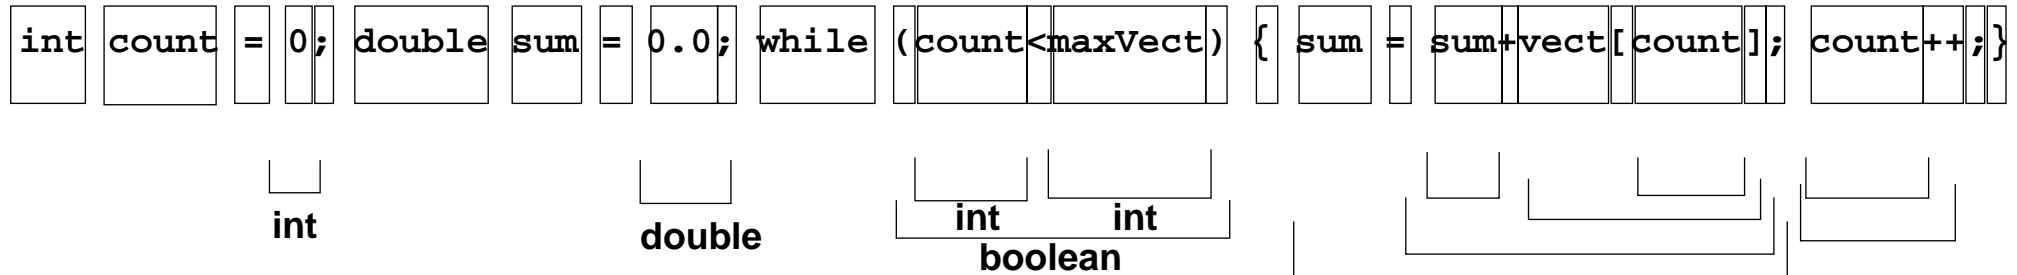 int count = 0; double sum = 0.0; while (count<maxVect) { sum = sum+vect[count]; count++;}
int double int int
boolean